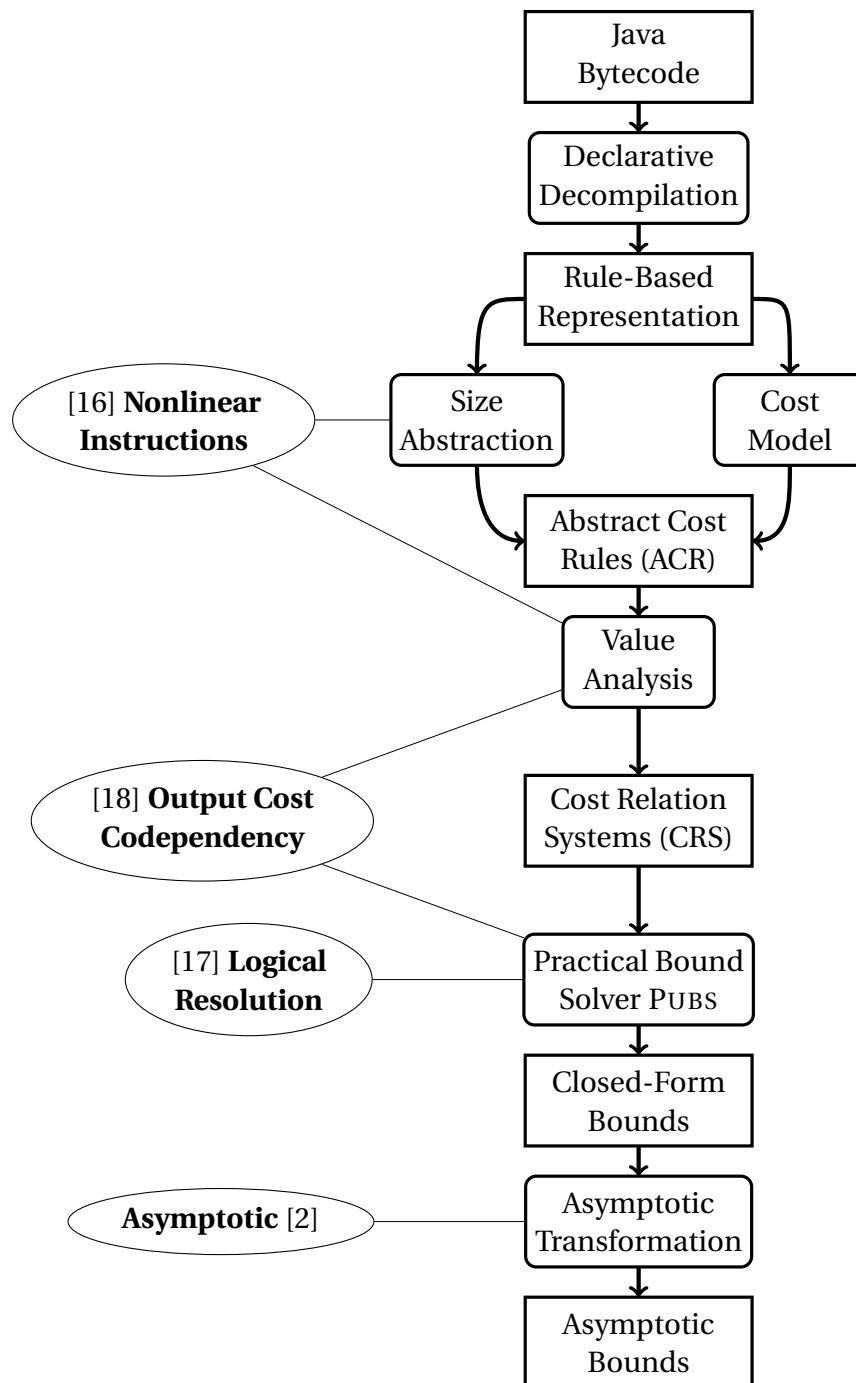 Java
Bytecode
Declarative
Decompilation
Rule-Based
Representation
[16] Nonlinear
Instructions
Size
Abstraction
Cost
Model
Abstract Cost
Rules (ACR)
Value
Analysis
[18] Output Cost
Codependency
Cost Relation
Systems (CRS)
[17] Logical
Resolution
Practical Bound
Solver PUBS
Closed-Form
Bounds
Asymptotic [2]
Asymptotic
Transformation
Asymptotic
Bounds